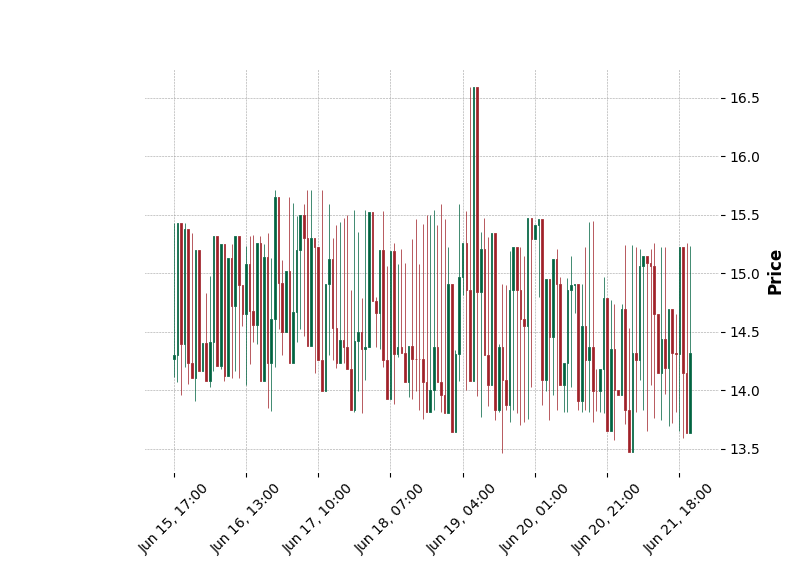 16.5
16.0
15.5
15.0
14.5
14.0
13.5
Price
Jun 15, 17:00
Jun 16, 13:00
Jun 17, 10:00
Jun 18, 07:00
Jun 19, 04:00
Jun 20, 01:00
Jun 20, 21:00
Jun 21, 18:00